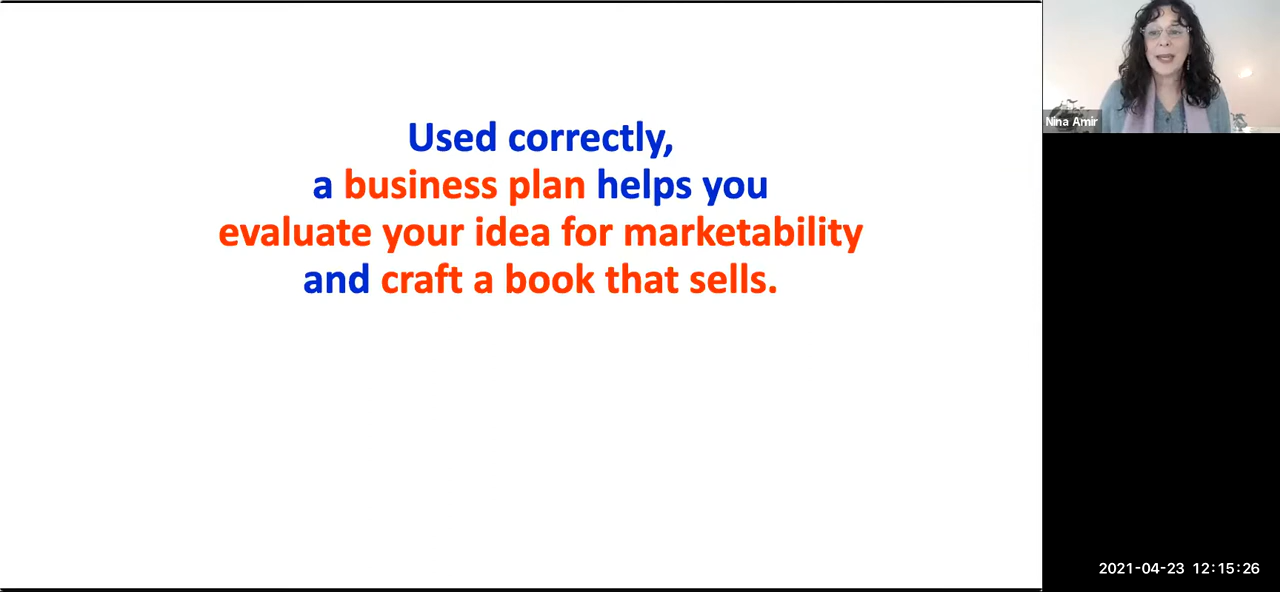 Used correctly,
a business plan helps you
evaluate your idea for marketability
and craft a book that sells.
Nina Amir
2021-04-23 12:15:26